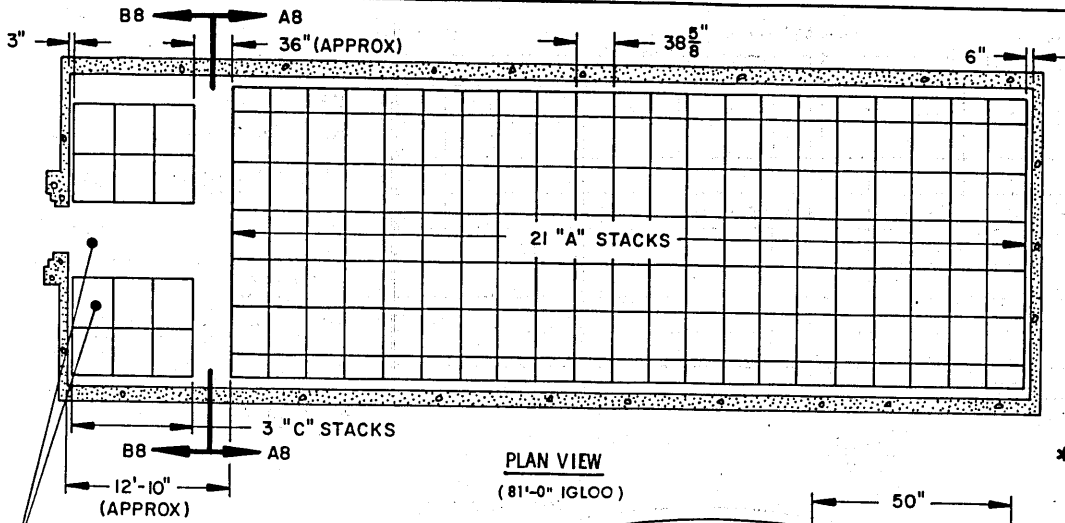 B8 A8
3" 36" (APPROX) 38 5/8" 6"
21 "A" STACKS
3 "C" STACKS
B8 A8
12'-10"
(APPROX)
PLAN VIEW
(81'-0" IGLOO)
*
50"